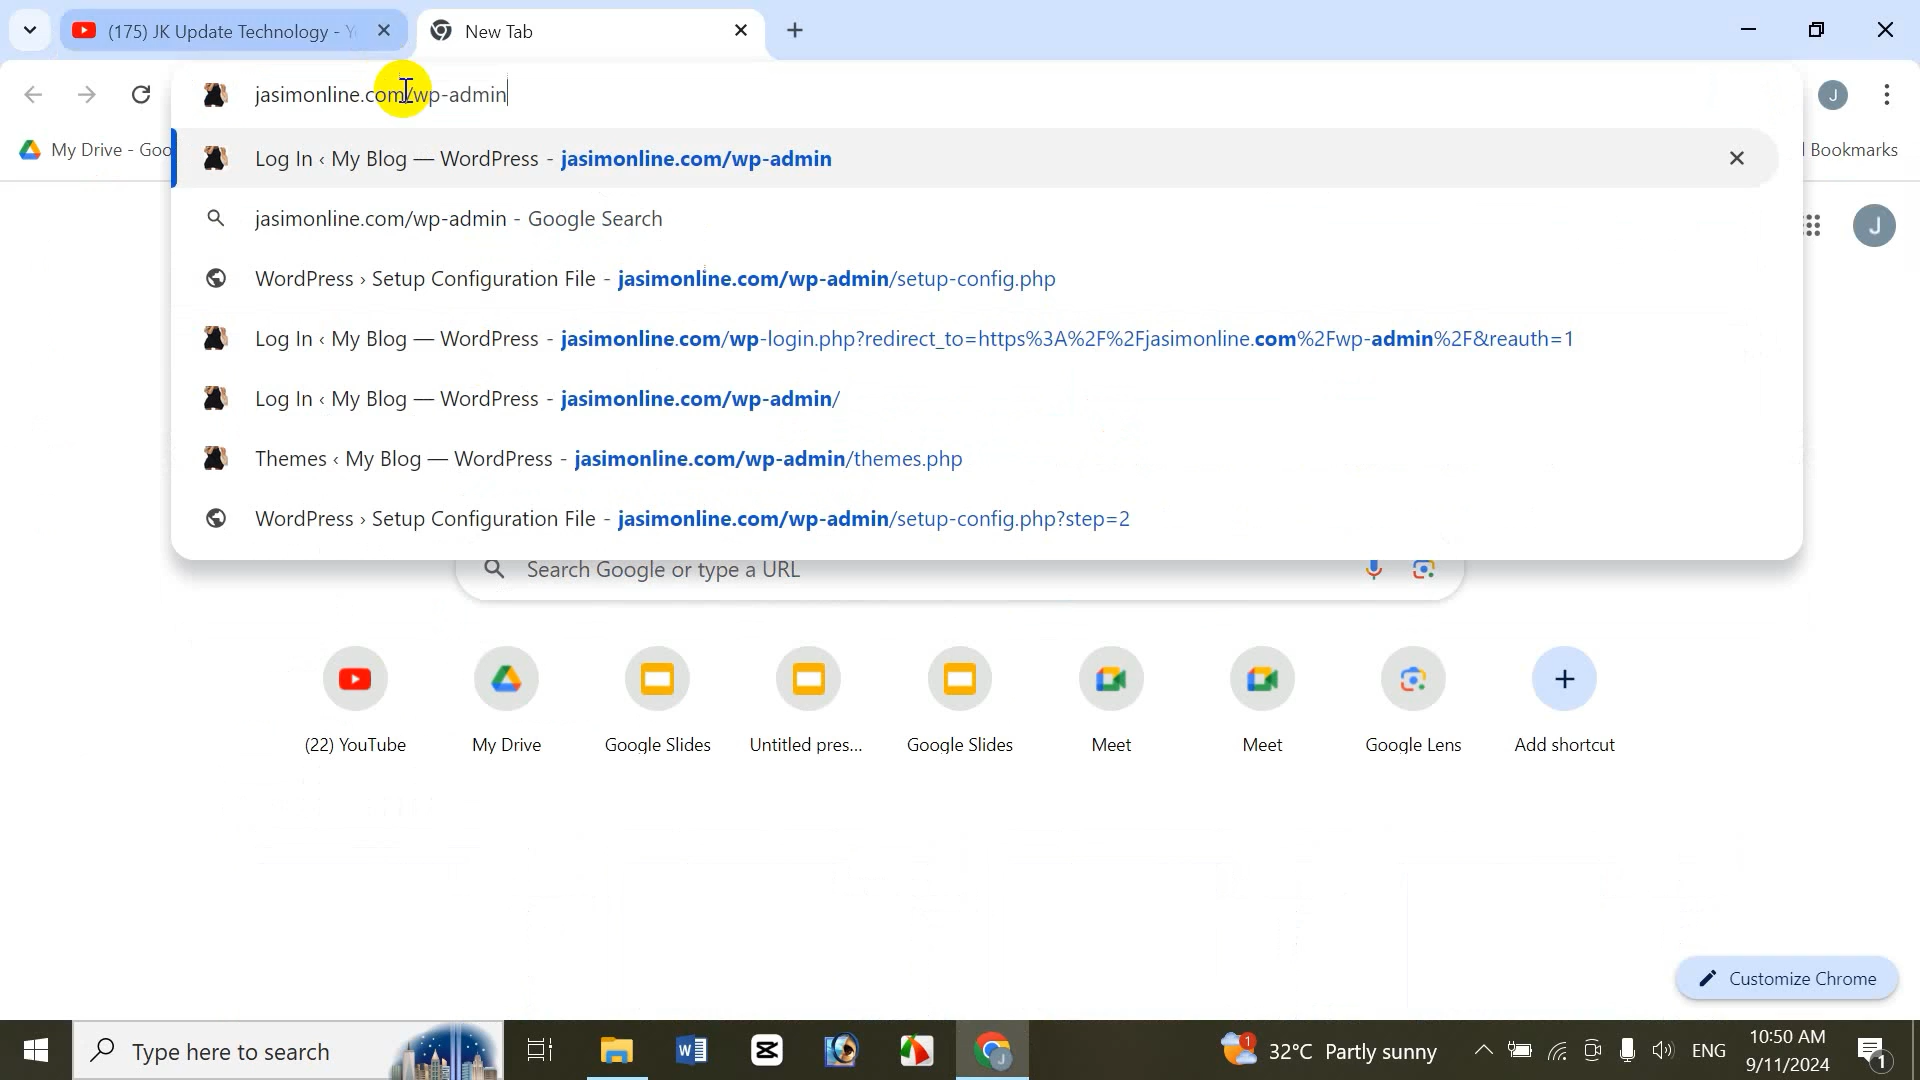 (175) JK Update Technology - Y
New Tab
jasimonline.com/wp-admin
My Drive - Goo
Log In ‹ My Blog — WordPress - jasimonline.com/wp-admin
Bookmarks
jasimonline.com/wp-admin - Google Search
J
J
WordPress › Setup Configuration File - jasimonline.com/wp-admin/setup-config.php
Log In ‹ My Blog — WordPress - jasimonline.com/wp-login.php?redirect_to=https%3A%2F%2Fjasimonline.com%2Fwp-admin%2F&reauth=1
Log In ‹ My Blog — WordPress - jasimonline.com/wp-admin/
Themes ‹ My Blog — WordPress - jasimonline.com/wp-admin/themes.php
WordPress › Setup Configuration File - jasimonline.com/wp-admin/setup-config.php?step=2
Search Google or type a URL
(22) YouTube
My Drive
Google Slides
Untitled pres...
Google Slides
Meet
Meet
Google Lens
Add shortcut
Customize Chrome
Type here to search
1
32°C Partly sunny
ENG
10:50 AM
9/11/2024
1